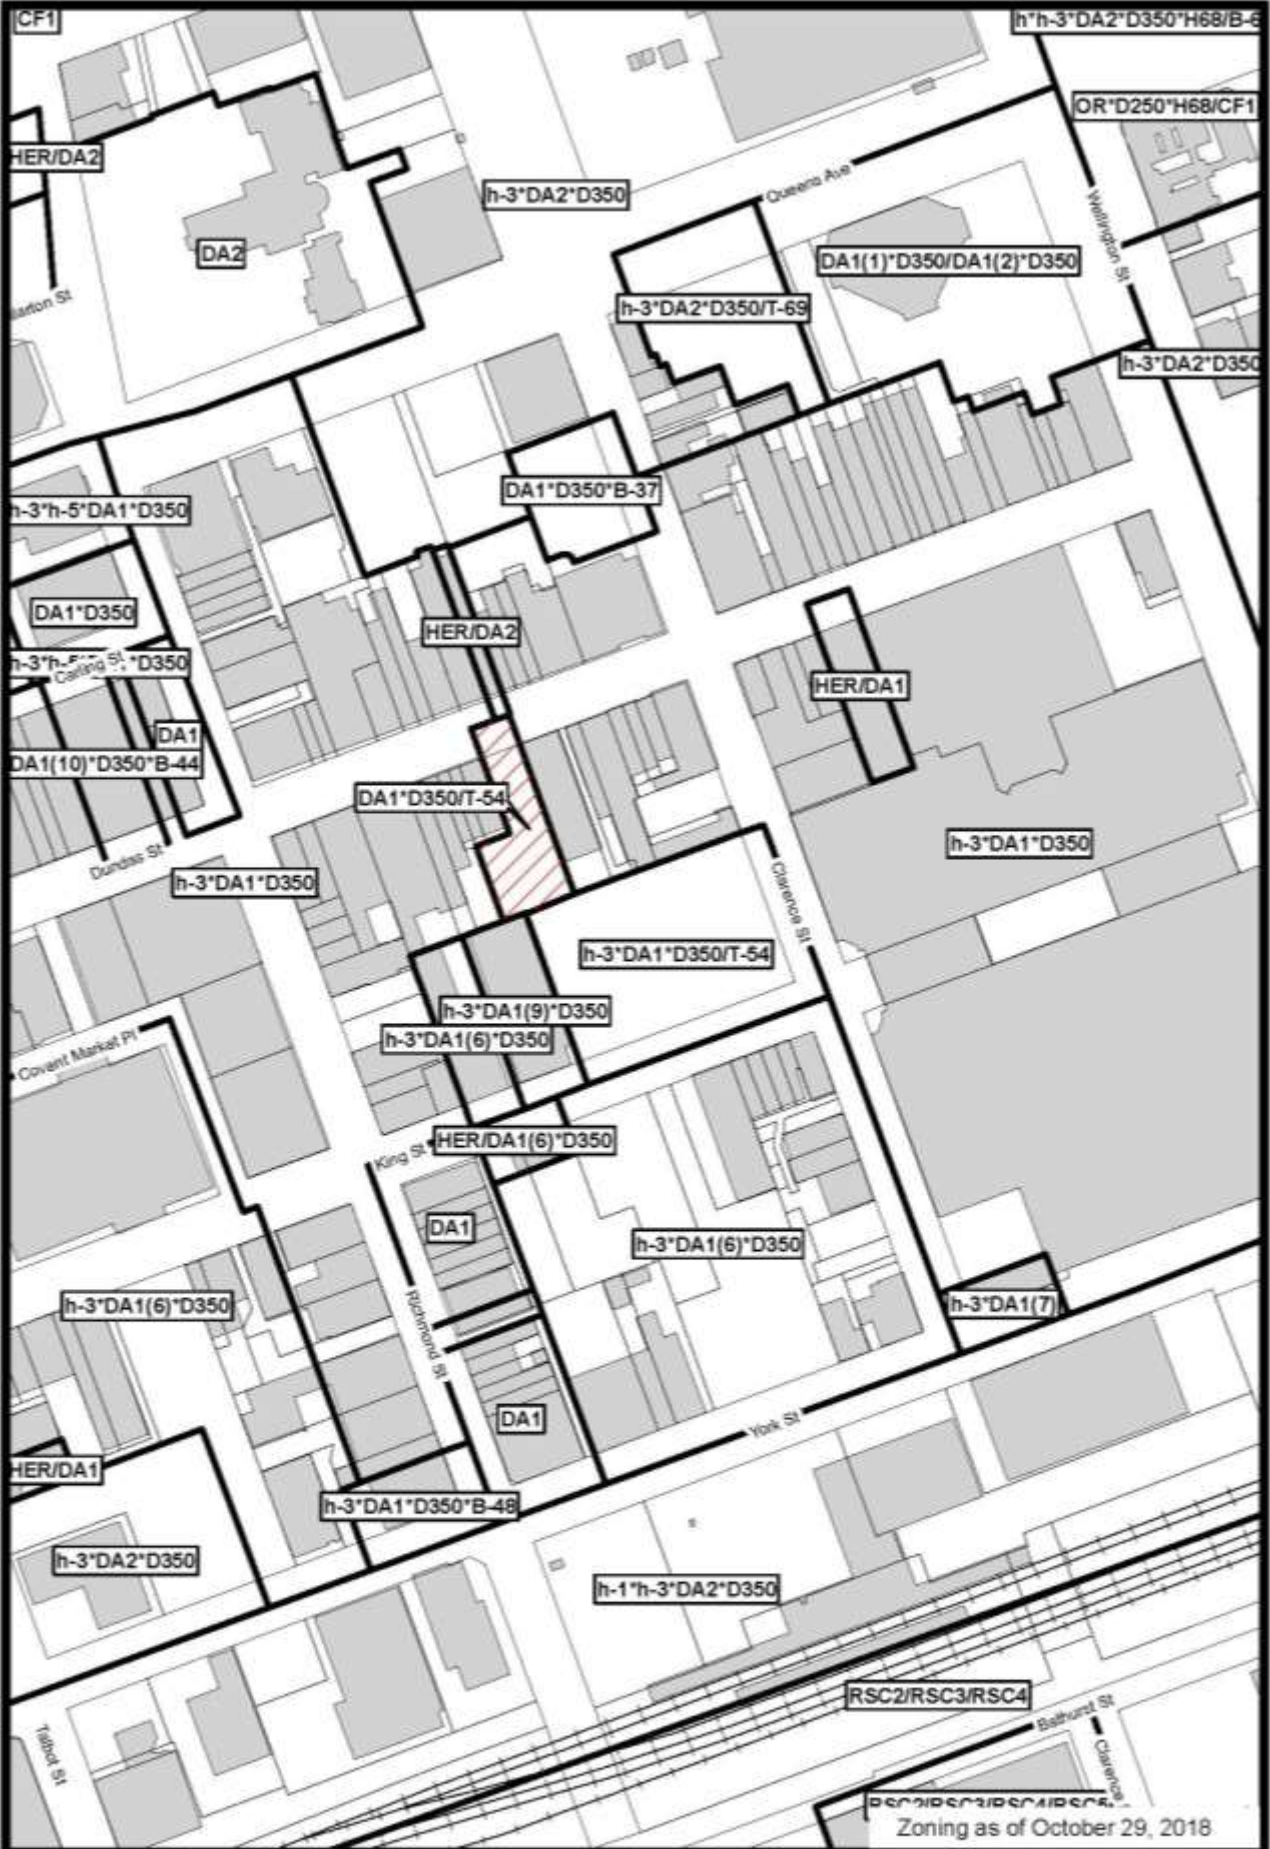 CF1
h*h-3*DA2*D350*H68/B-6
OR*D250*H68/CF1
HER/DA2
h-3*DA2*D350
Queens Ave
Wellington St
DA2
DA1(1)*D350/DA1(2)*D350
h-3*DA2*D350/T-69
h-3*DA2*D350
DA1*D350*B-37
h-3*h-5*DA1*D350
DA1*D350
HER/DA2
Carling St
*D350
HER/DA1
DA1
DA1(10)*D350*B-44
DA1*D350/T-54
h-3*DA1*D350
Dundas St
h-3*DA1*D350
Clarence St
h-3*DA1*D350/T-54
h-3*DA1(9)*D350
h-3*DA1(6)*D350
Covent Market Pl
King St
HER/DA1(6)*D350
DA1
h-3*DA1(6)*D350
h-3*DA1(6)*D350
h-3*DA1(7)
Richmond St
DA1
York St
HER/DA1
h-3*DA1*D350*B-48
h-3*DA2*D350
h-1*h-3*DA2*D350
RSC2/RSC3/RSC4
Bathurst St
Talbot St
Clarence
RSC2/RSC3/RSC4/RSC5
Zoning as of October 29, 2018